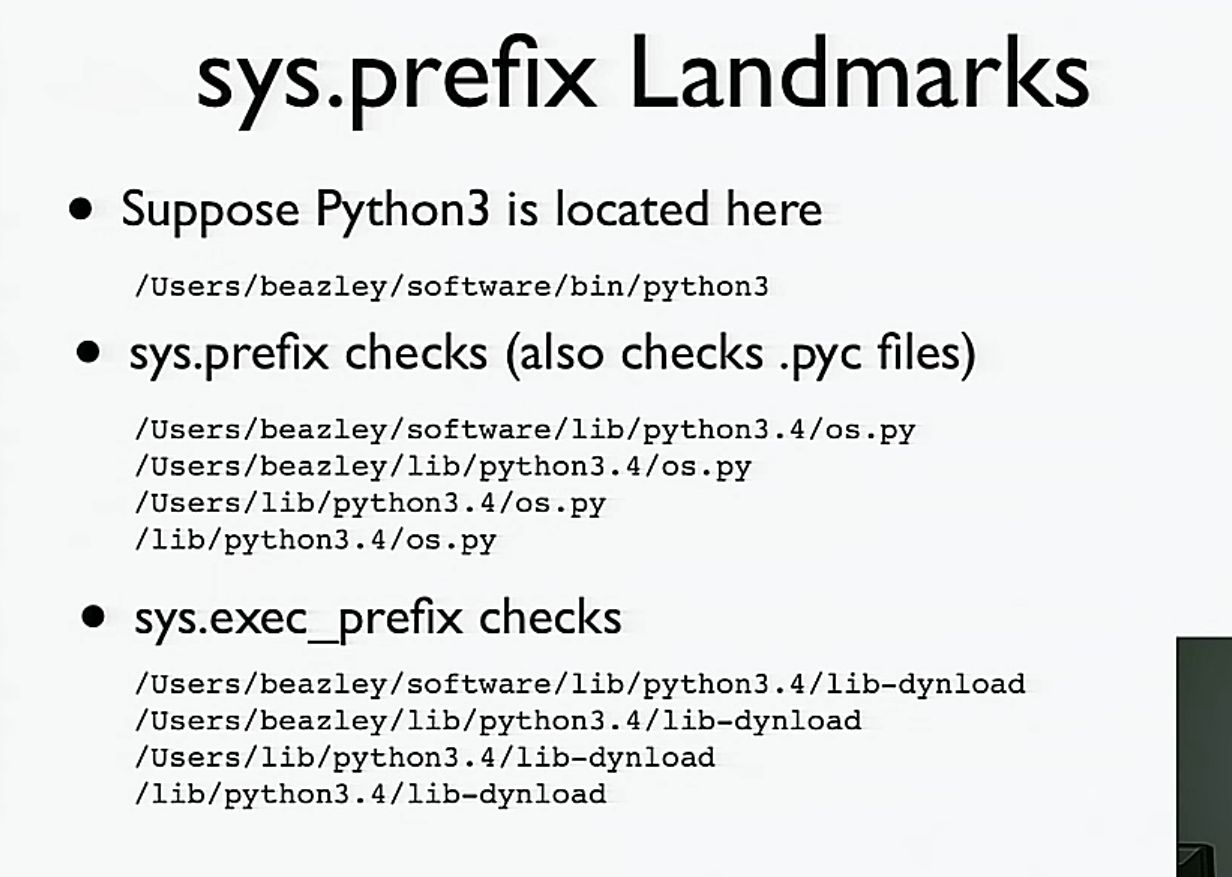 sys.prefix Landmarks
• Suppose Python3 is located here
/Users/beazley/software/bin/python3
• sys.prefix checks (also checks .pyc files)
/Users/beazley/software/lib/python3.4/os.py
/Users/beazley/lib/python3.4/os.py
/Users/lib/python3.4/os.py
/lib/python3.4/os.py
• sys.exec_prefix checks
/Users/beazley/software/lib/python3.4/lib-dynload
/Users/beazley/lib/python3.4/lib-dynload
/Users/lib/python3.4/lib-dynload
/lib/python3.4/lib-dynload